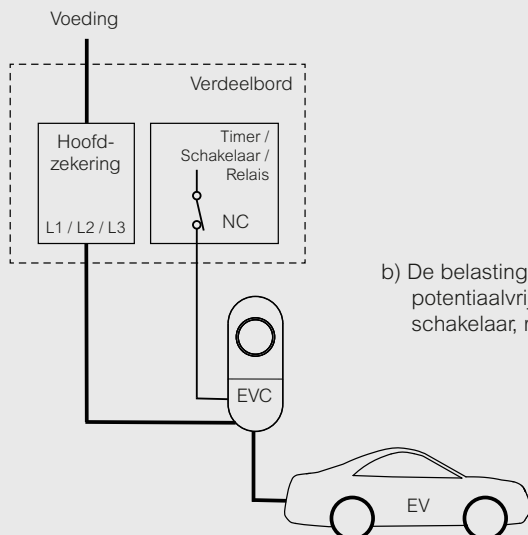 Voeding
Verdeelbord
Hoofd-
zekering
L1 / L2 / L3
Timer /
Schakelaar /
Relais
NC
b) De belasting
potentiaalvrij
schakelaar, r
EVC
EV